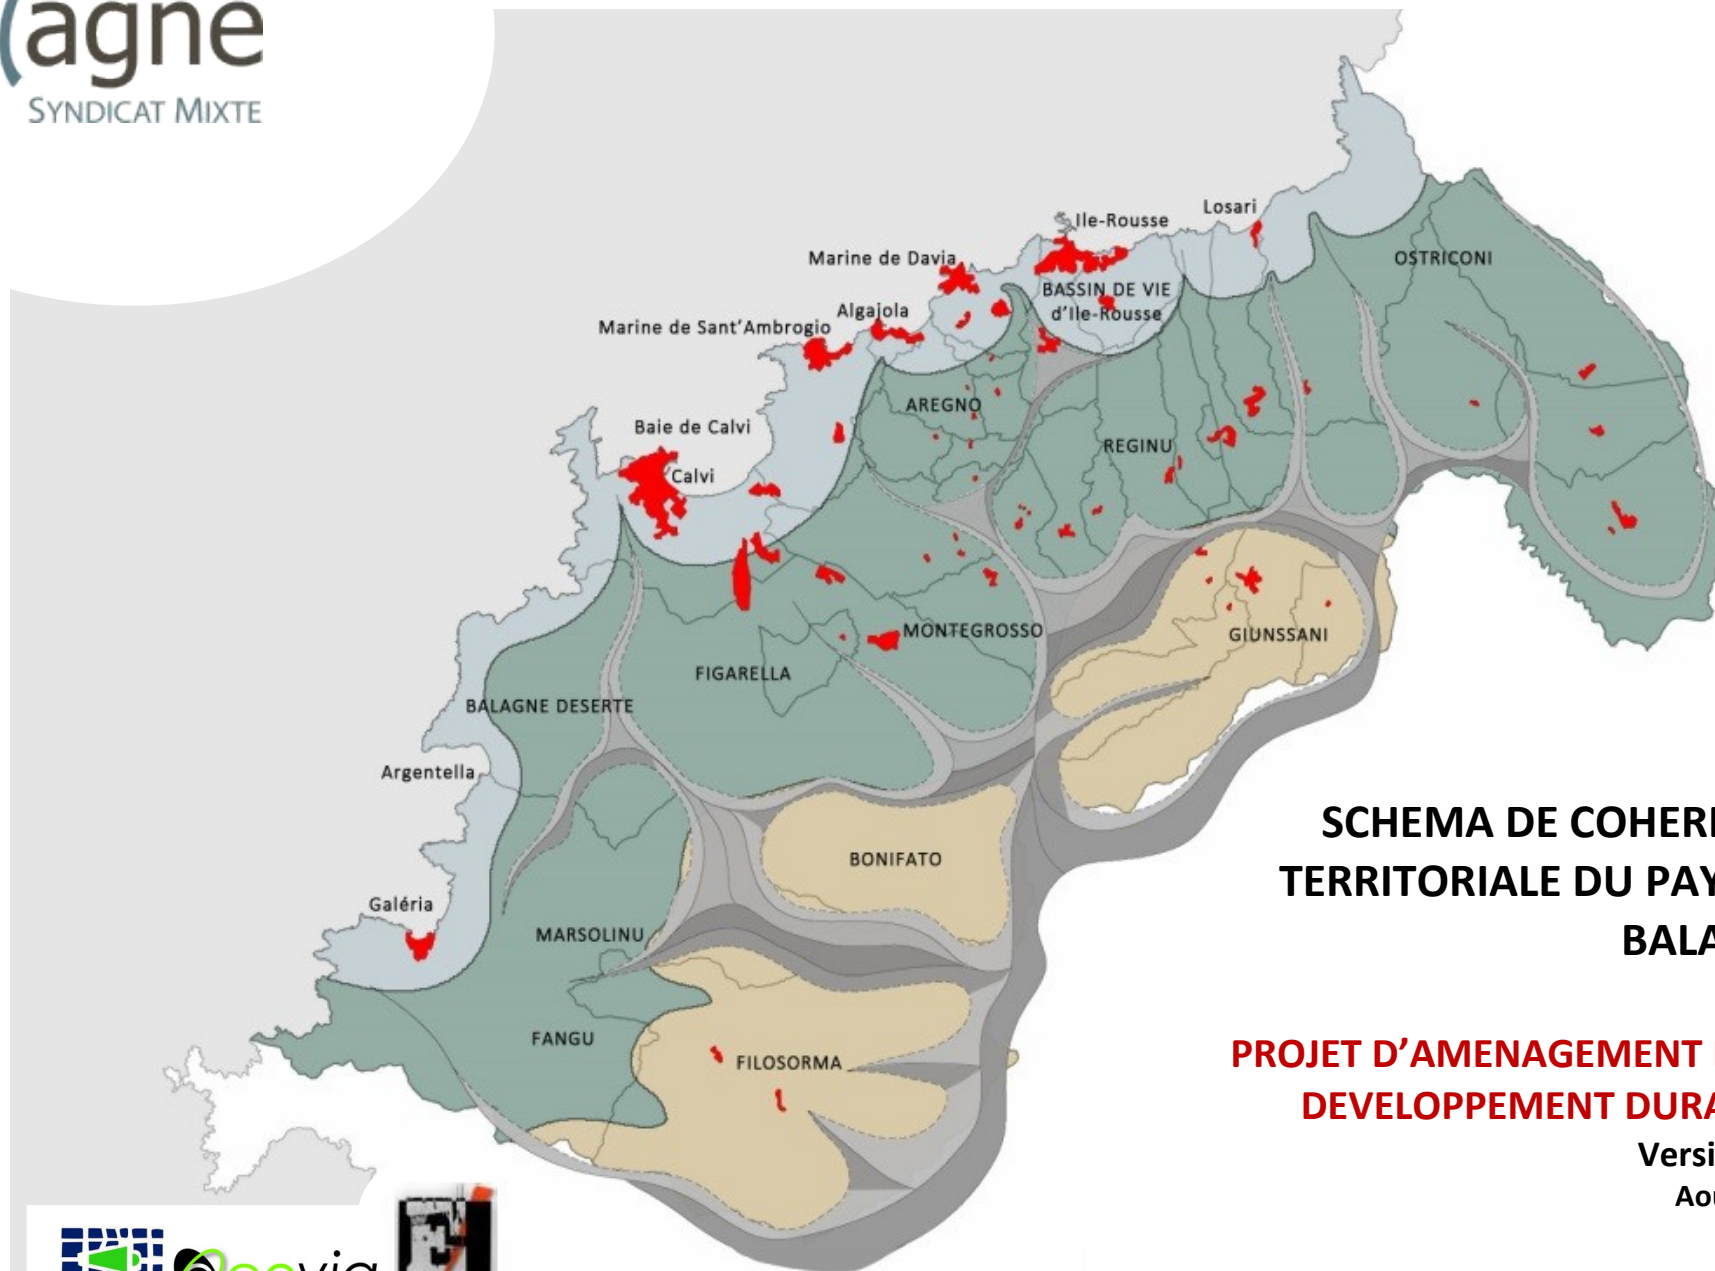 agne
SYNDICAT MIXTE
Losari
Ile-Rousse
Marine de Davia
OSTRICONI
BASSIN DE VIE
d'Ile-Rousse
Algajola
Marine de Sant'Ambrogio
AREGNO
Baie de Calvi
REGINU
Calvi
MONTEGROSSO
GIUNSSANI
FIGARELLA
BALAGNE DESERTE
Argentella
BONIFATO
Galéria
MARSOLINU
FANGU
FILOSORMA
SCHEMA DE COHER
TERRITORIALE DU PAY
BALA
PROJET D'AMENAGEMENT
DEVELOPPEMENT DURA
Versi
Aou
via